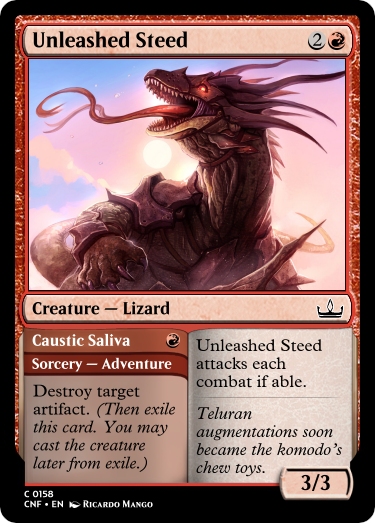 Unleashed Steed 2
Creature — Lizard
Caustic Saliva
Sorcery — Adventure
Destroy target
artifact. (Then exile
this card. You may
cast the creature
later from exile.)
Unleashed Steed
attacks each
combat if able.
Teluran
augmentations soon
became the komodo's
chew toys.
3/3
C 0158
CNF • EN Ricardo Mango